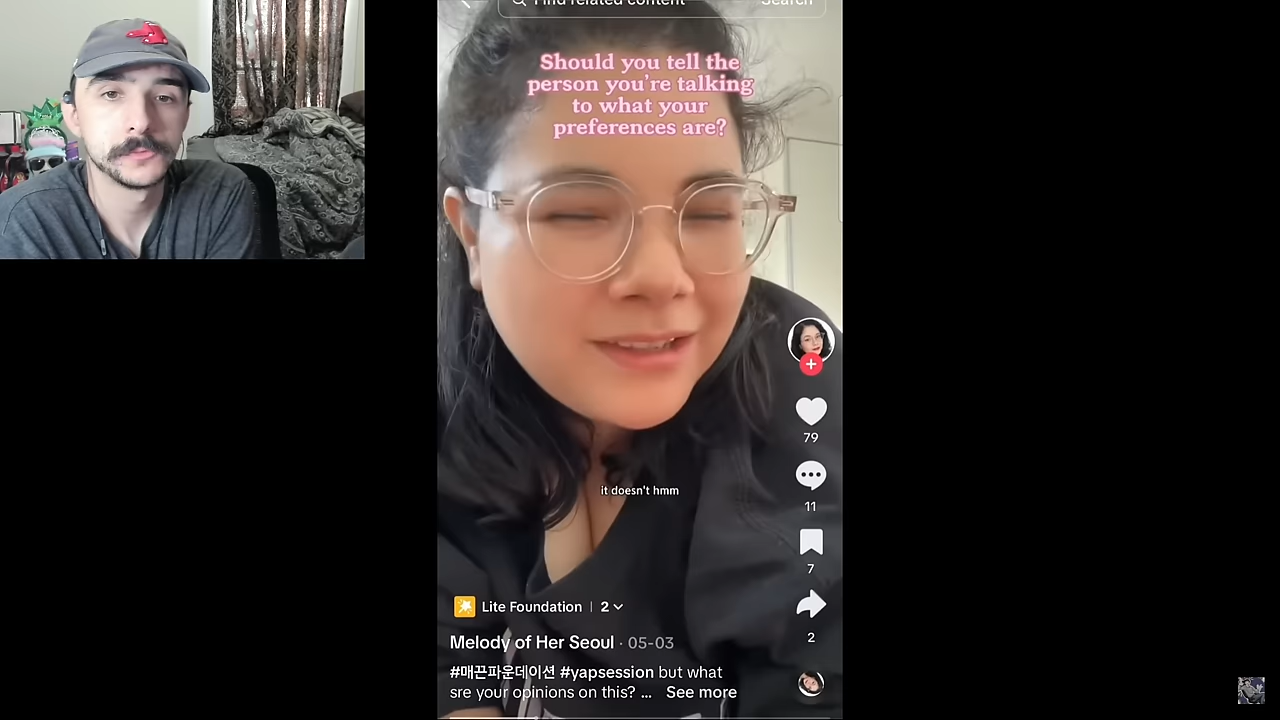 Find related content Search
Should you tell the
person you're talking
to what your
preferences are?
79
it doesn't hmm
11
7
Lite Foundation | 2
2
Melody of Her Seoul · 05-03
#매끈파운데이션 #yapsession but what
sre your opinions on this? ... See more